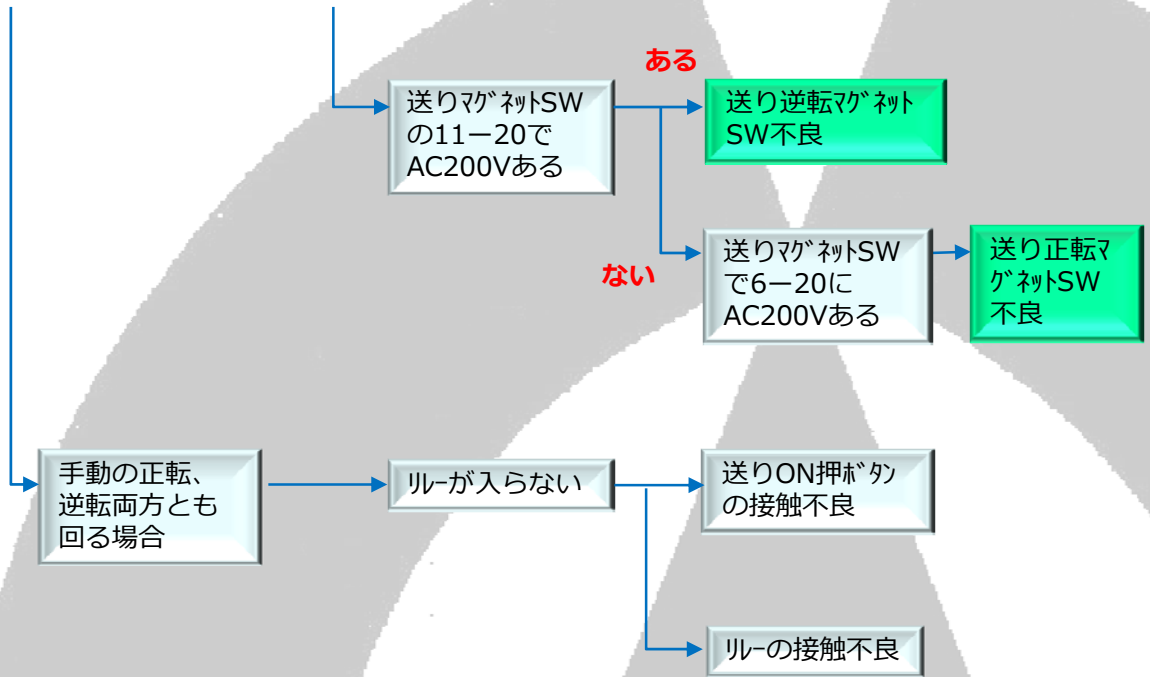 ある
送りﾏｸﾞﾈｯﾄSW
の11ー20で
AC200Vある
送り逆転ﾏｸﾞﾈｯﾄ
SW不良
ない
送りﾏｸﾞﾈｯﾄSW
で6ー20に
AC200Vある
送り正転ﾏ
ｸﾞﾈｯﾄSW
不良
手動の正転、
逆転両方とも
回る場合
ﾘﾚｰが入らない
送りON押ﾎﾞﾀﾝ
の接触不良
ﾘﾚｰの接触不良